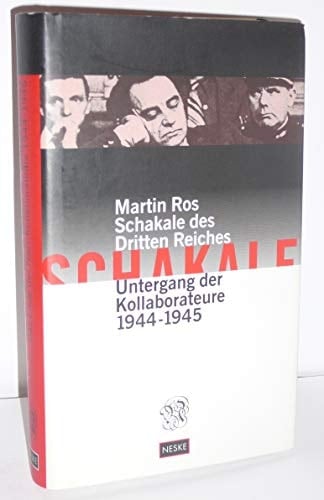 Martin Ros
Schakale des
Dritten Reiches
SCHAKALE
Untergang der
Kollaborateure
1944-1945
NESKE